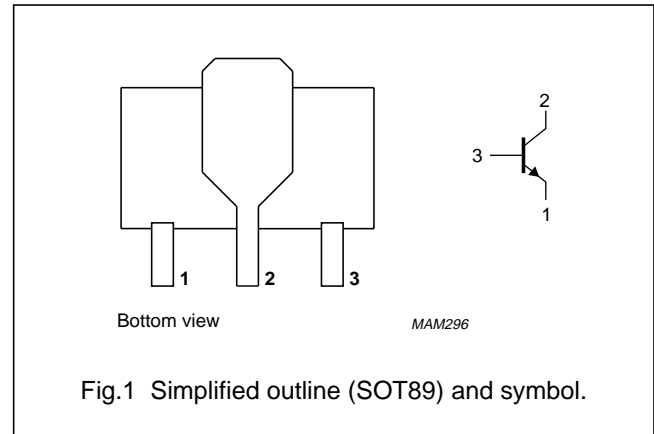 2
3
1
1 2 3
Bottom view
MAM296
Fig.1 Simplified outline (SOT89) and symbol.